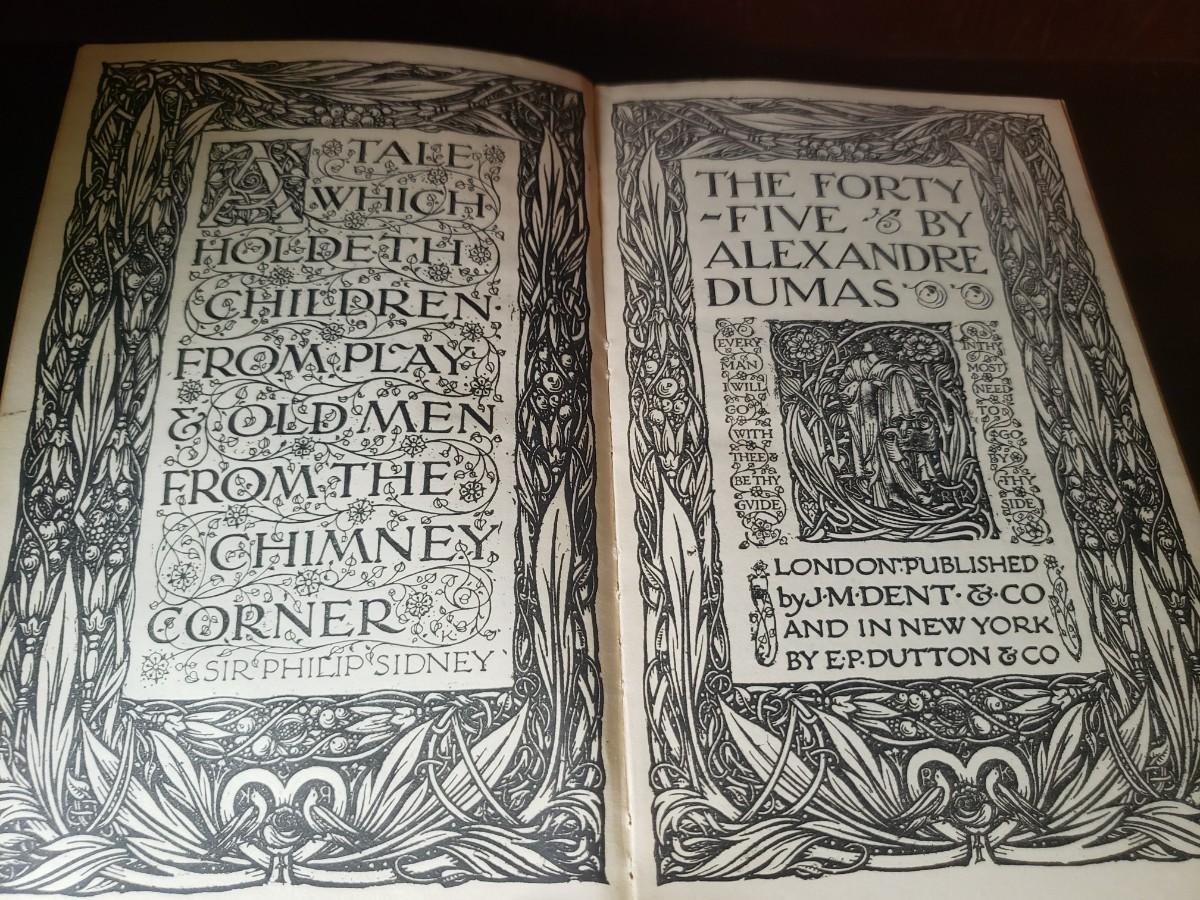 A TALE
WHICH
HOLDETH
CHILDREN
FROM PLAY
& OLD MEN
FROM THE
CHIMNEY
CORNER
SIR PHILIP SIDNEY
THE FORTY
-FIVE BY
ALEXANDRE
DUMAS
EVERY
MAN
I WILL
GO
WITH
THEE &
BE THY
GVIDE
IN THY
MOST
NEED
TO
GO
BY
THY
SIDE
LONDON: PUBLISHED
by J·M·DENT·&·CO
AND IN NEW YORK
BY E·P·DUTTON & CO